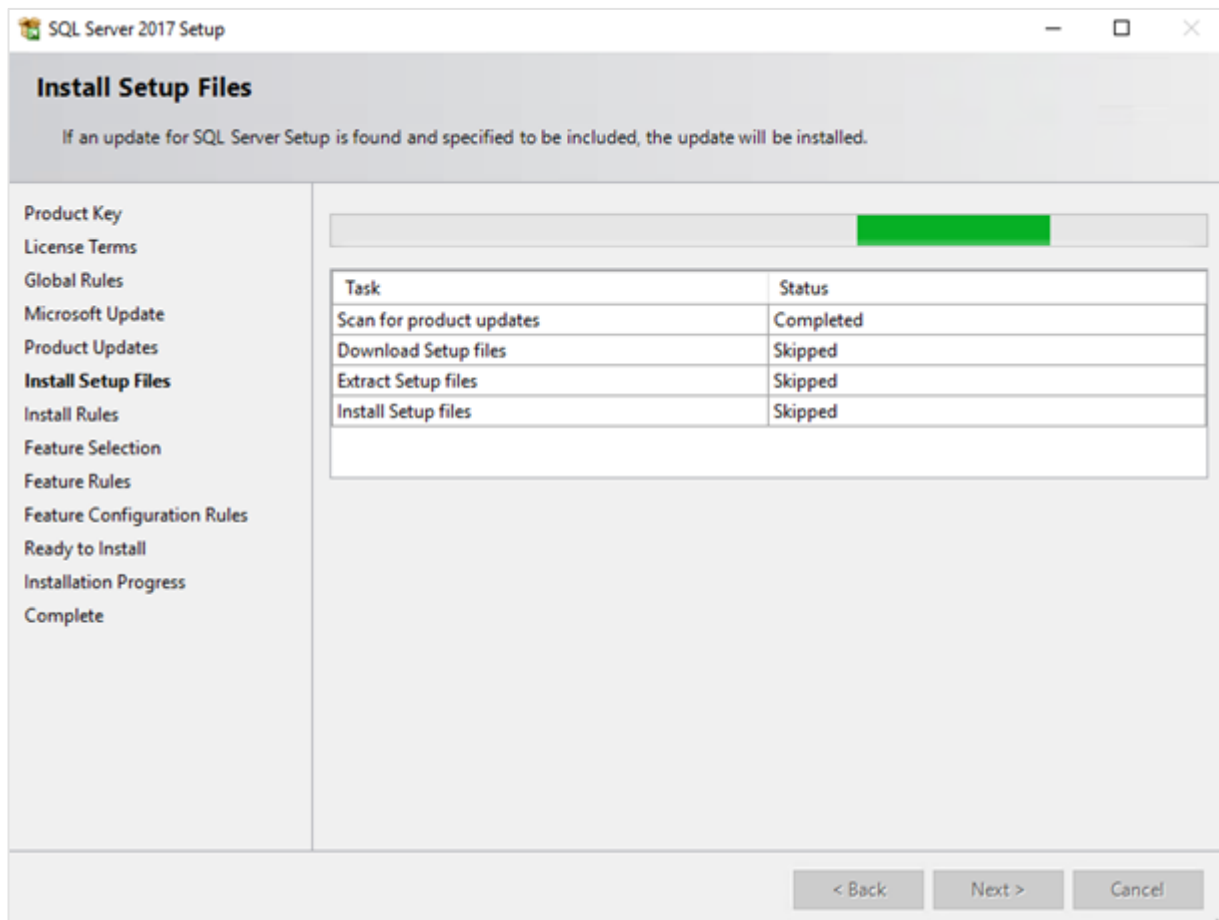 SQL Server 2017 Setup
Install Setup Files
If an update for SQL Server Setup is found and specified to be included, the update will be installed.
Product Key
License Terms
Global Rules
Microsoft Update
Product Updates
Install Setup Files
Install Rules
Feature Selection
Feature Rules
Feature Configuration Rules
Ready to Install
Installation Progress
Complete
Task Status
Scan for product updates Completed
Download Setup files Skipped
Extract Setup files Skipped
Install Setup files Skipped
< Back Next > Cancel